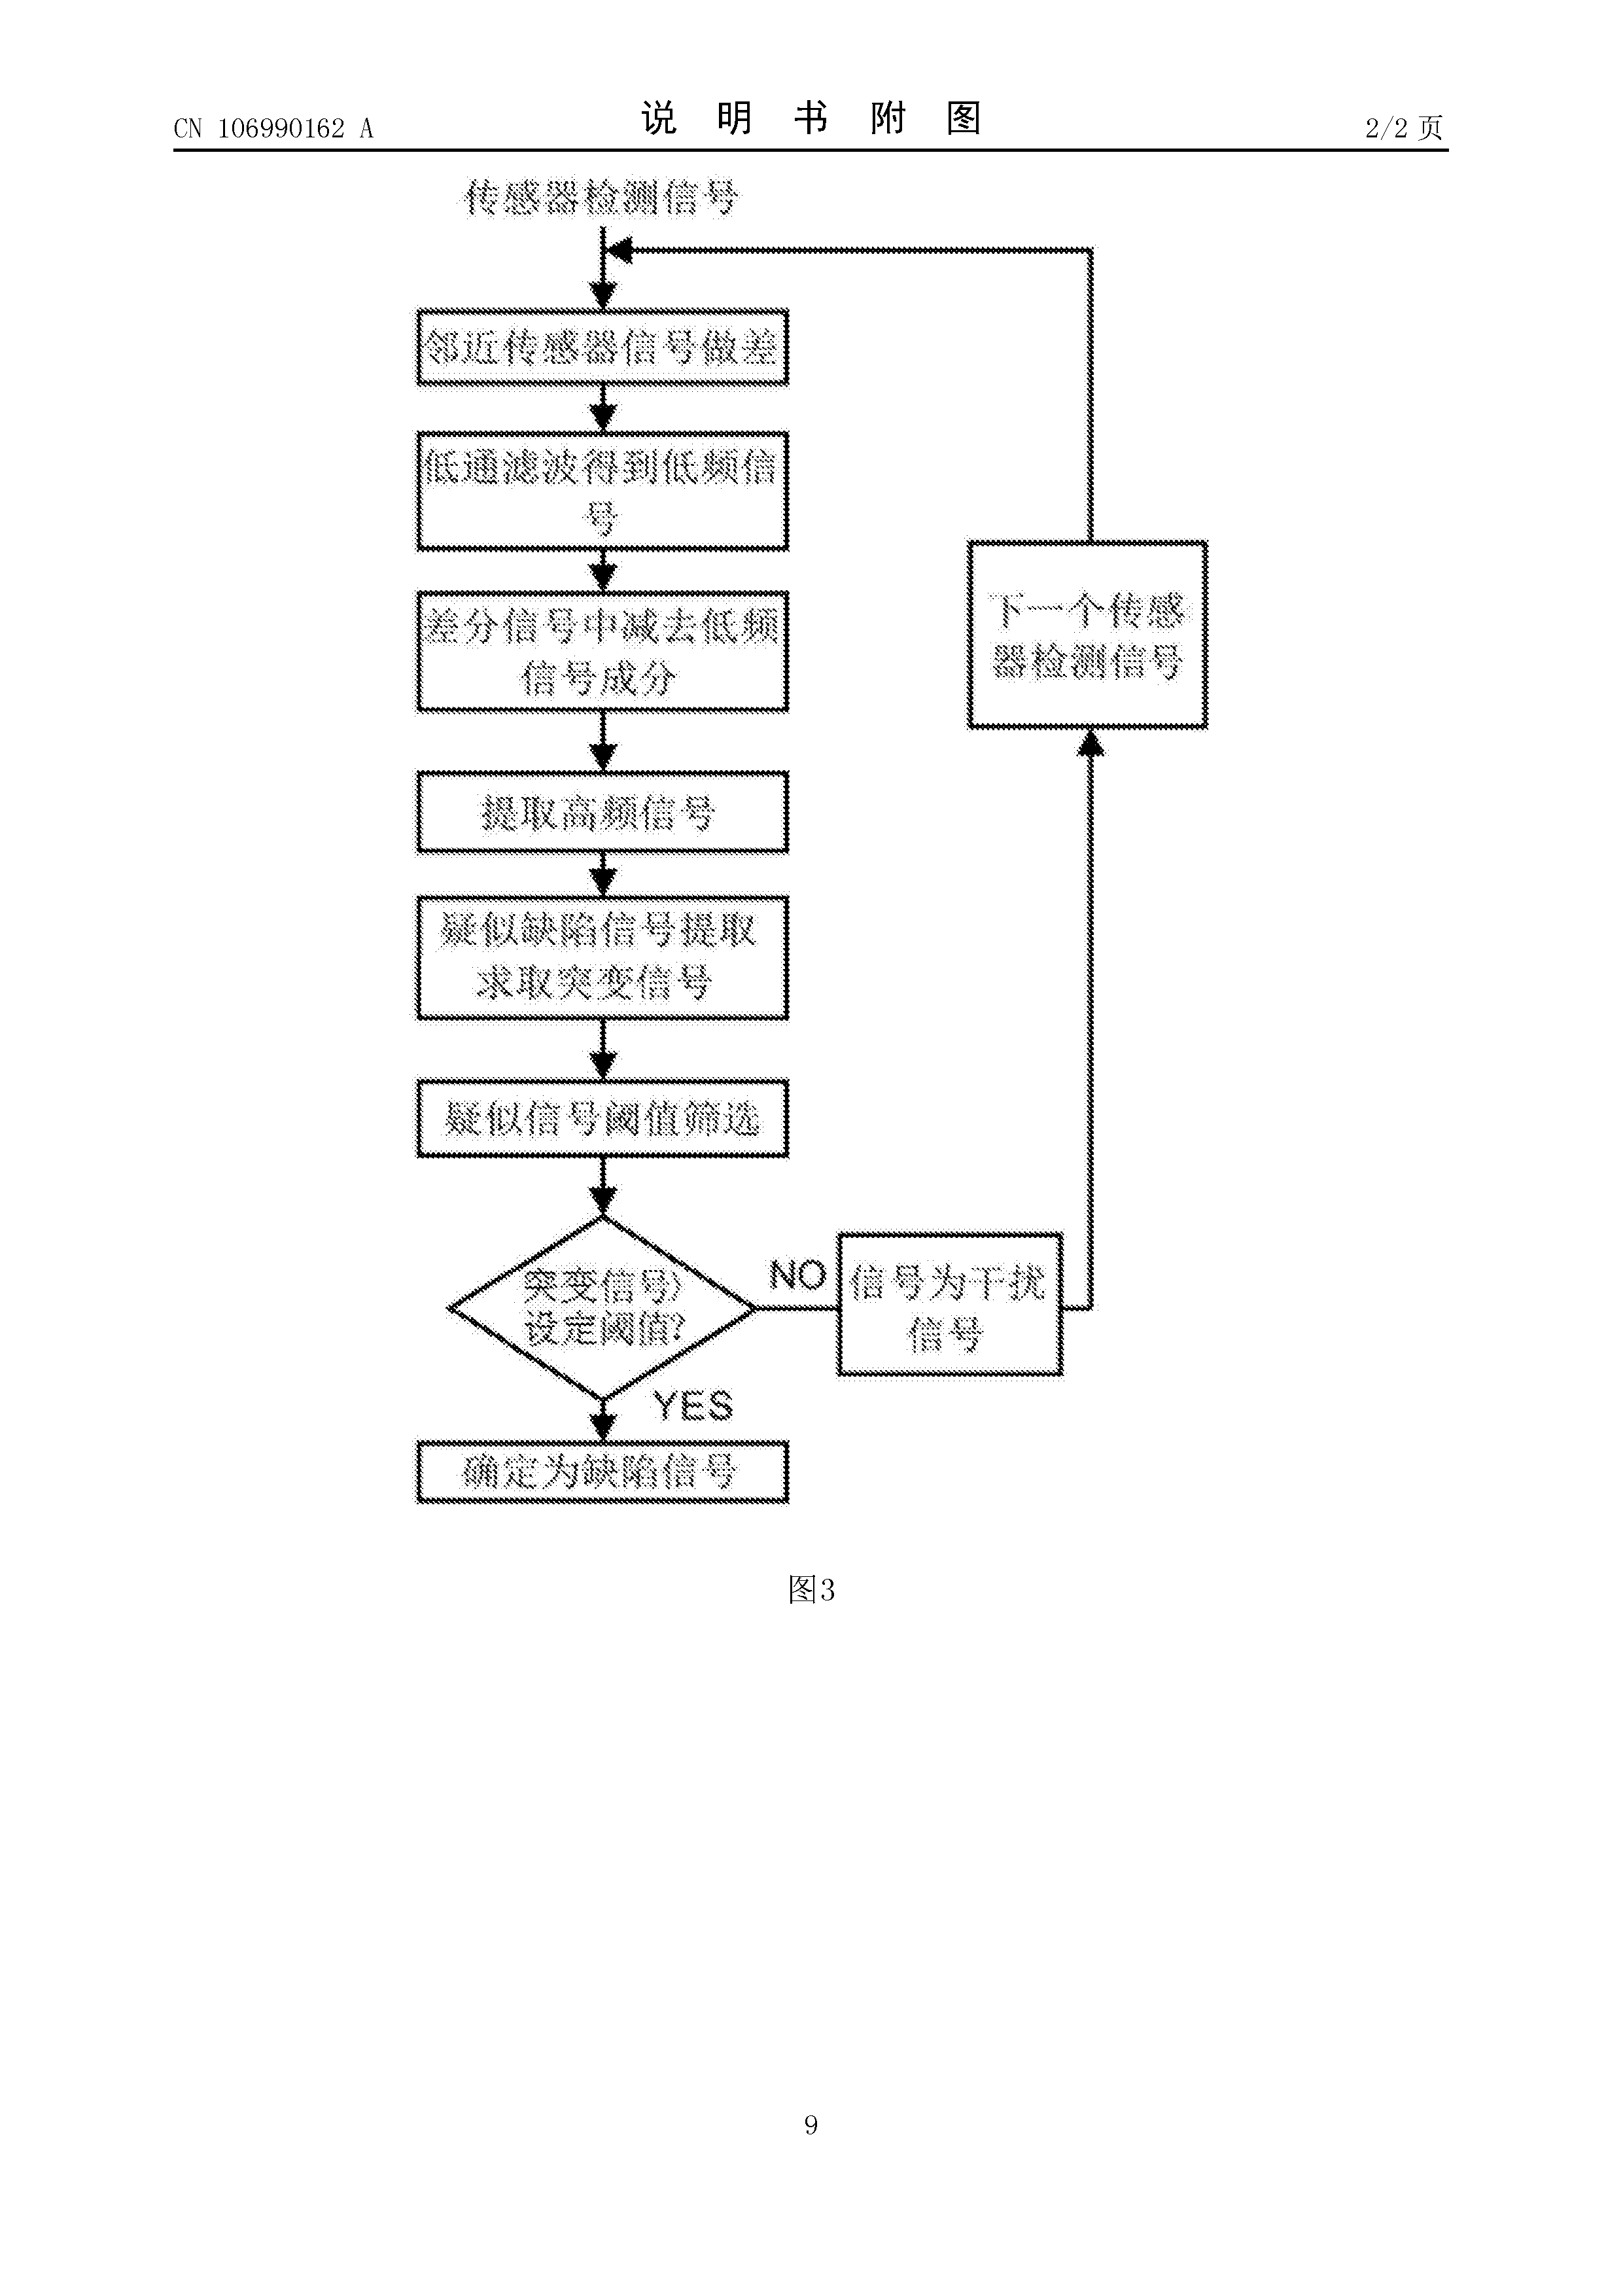 CN 106990162 A
说 明 书 附 图
2/2 页
传感器检测信号
邻近传感器信号做差
低通滤波得到低频信
号
差分信号中减去低频
信号成分
下一个传感
器检测信号
提取高频信号
疑似缺陷信号提取
求取突变信号
疑似信号阈值筛选
突变信号>
设定阈值?
NO
信号为干扰
信号
YES
确定为缺陷信号
图3
9